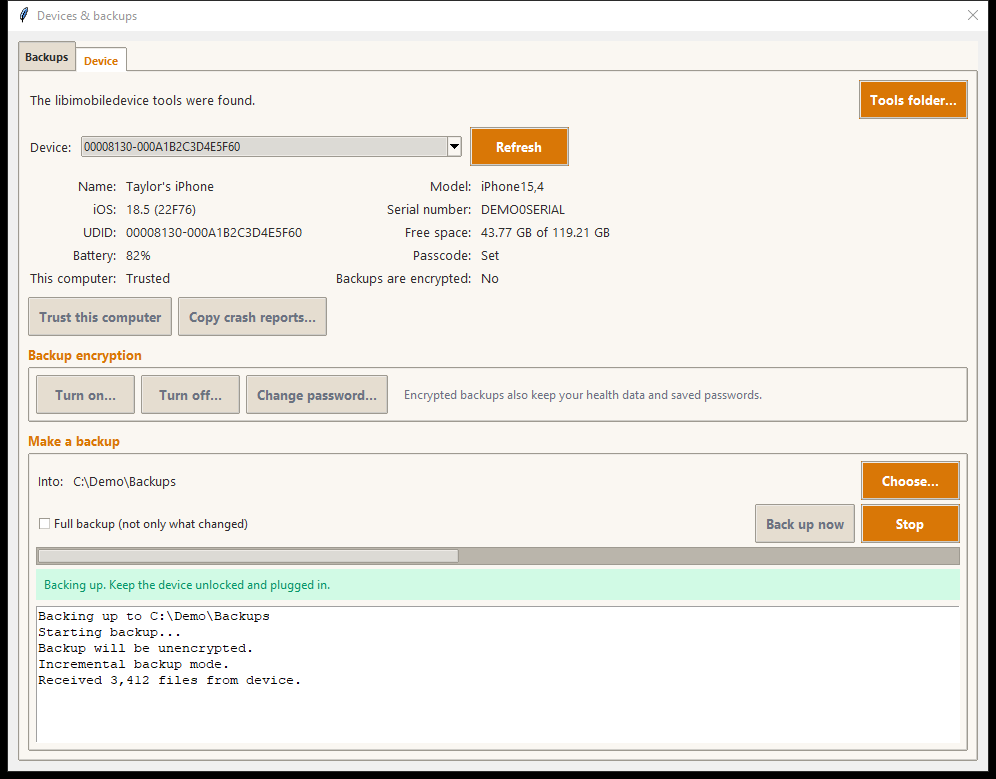 Devices & backups
Backups
Device
The libimobiledevice tools were found.
Tools folder...
Device: 00008130-000A1B2C3D4E5F60
Refresh
Name: Taylor's iPhone
Model: iPhone15,4
iOS: 18.5 (22F76)
Serial number: DEMO0SERIAL
UDID: 00008130-000A1B2C3D4E5F60
Free space: 43.77 GB of 119.21 GB
Battery: 82%
Passcode: Set
This computer: Trusted
Backups are encrypted: No
Trust this computer
Copy crash reports...
Backup encryption
Turn on...
Turn off...
Change password...
Encrypted backups also keep your health data and saved passwords.
Make a backup
Into: C:\Demo\Backups
Choose...
Full backup (not only what changed)
Back up now
Stop
Backing up. Keep the device unlocked and plugged in.
Backing up to C:\Demo\Backups
Starting backup...
Backup will be unencrypted.
Incremental backup mode.
Received 3,412 files from device.